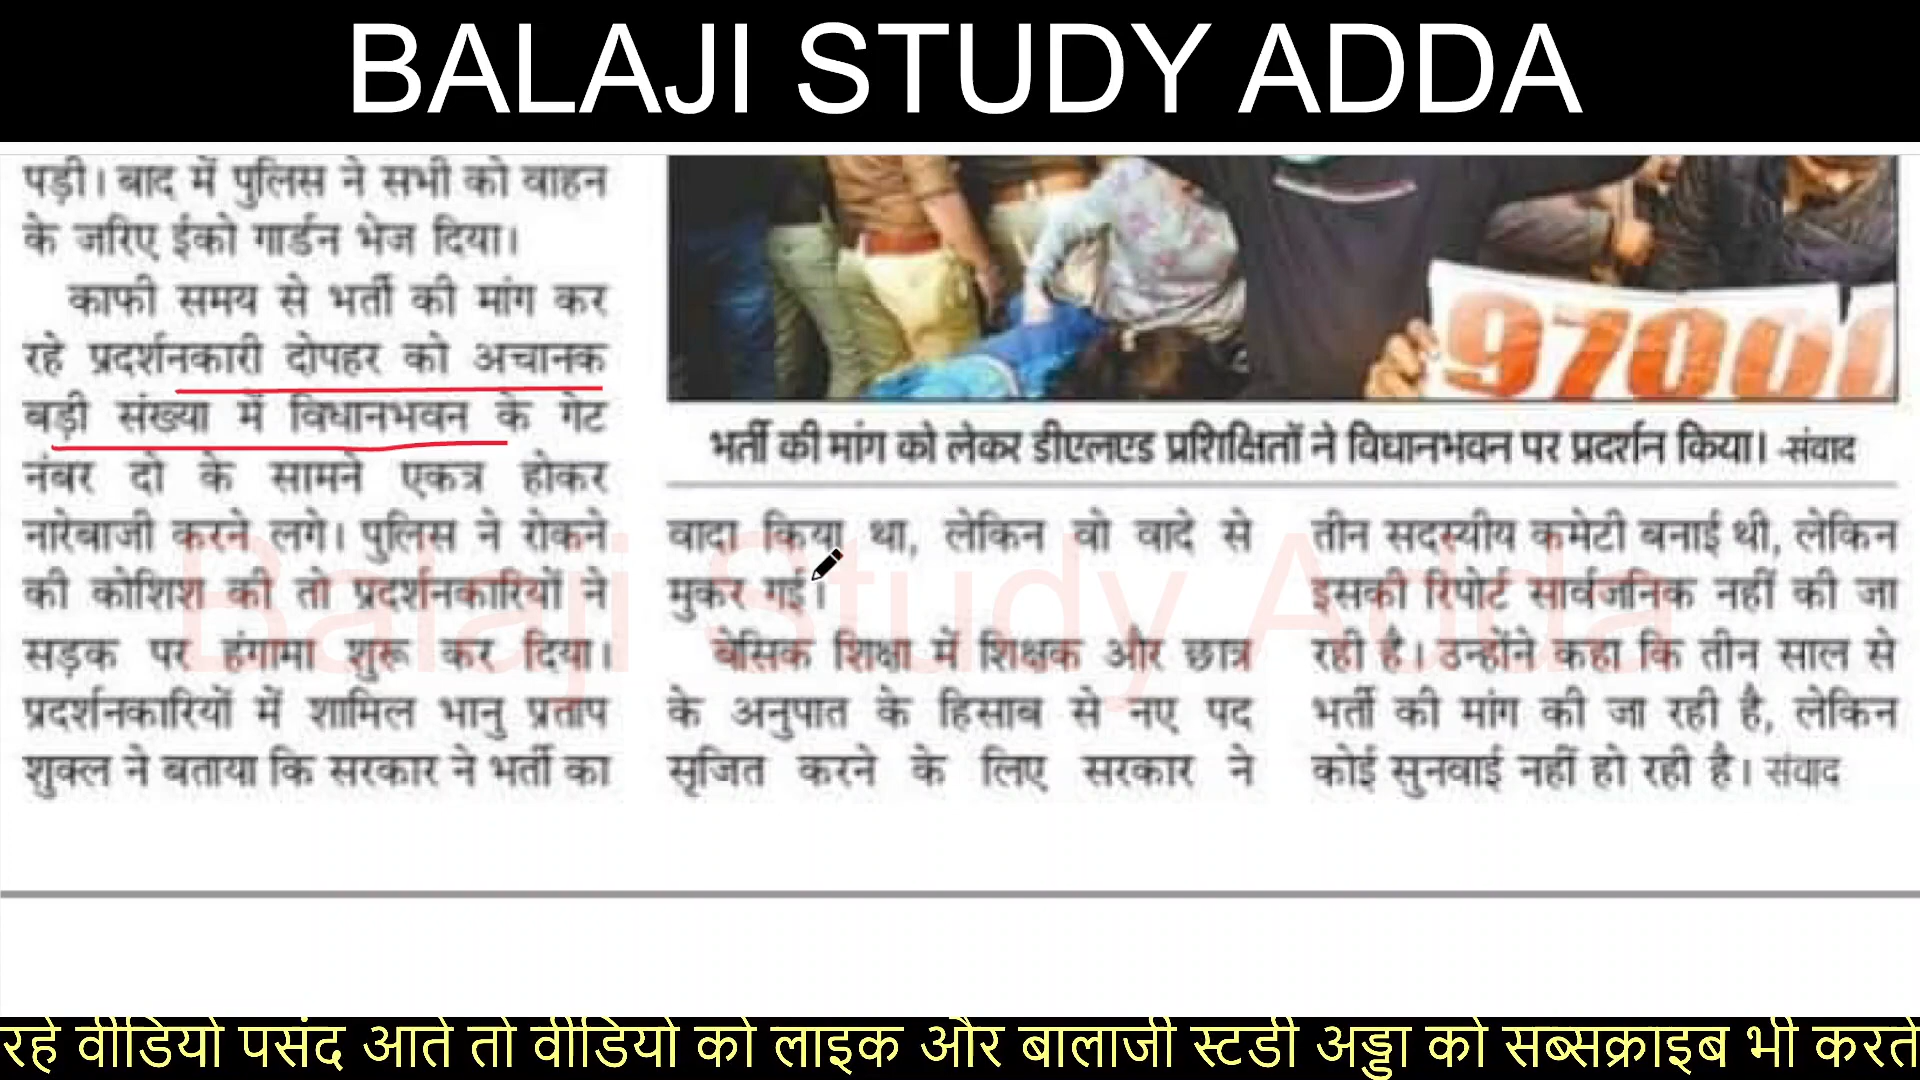 BALAJI STUDY ADDA
पड़ी। बाद में पुलिस ने सभी को वाहन
के जरिए ईको गार्डन भेज दिया।
काफी समय से भर्ती की मांग कर
रहे प्रदर्शनकारी दोपहर को अचानक
बड़ी संख्या में विधानभवन के गेट
नंबर दो के सामने एकत्र होकर
नारेबाजी करने लगे। पुलिस ने रोकने
की कोशिश की तो प्रदर्शनकारियों ने
सड़क पर हंगामा शुरू कर दिया।
प्रदर्शनकारियों में शामिल भानु प्रताप
शुक्ल ने बताया कि सरकार ने भर्ती का
97000
भर्ती की मांग को लेकर डीएलएड प्रशिक्षितों ने विधानभवन पर प्रदर्शन किया। -संवाद
वादा किया था, लेकिन वो वादे से
मुकर गई।
बेसिक शिक्षा में शिक्षक और छात्र
के अनुपात के हिसाब से नए पद
सृजित करने के लिए सरकार ने
तीन सदस्यीय कमेटी बनाई थी, लेकिन
इसकी रिपोर्ट सार्वजनिक नहीं की जा
रही है। उन्होंने कहा कि तीन साल से
भर्ती की मांग की जा रही है, लेकिन
कोई सुनवाई नहीं हो रही है। संवाद
Balaji Study Adda
रहे वीडियो पसंद आते तो वीडियो को लाइक और बालाजी स्टडी अड्डा को सब्सक्राइब भी करते